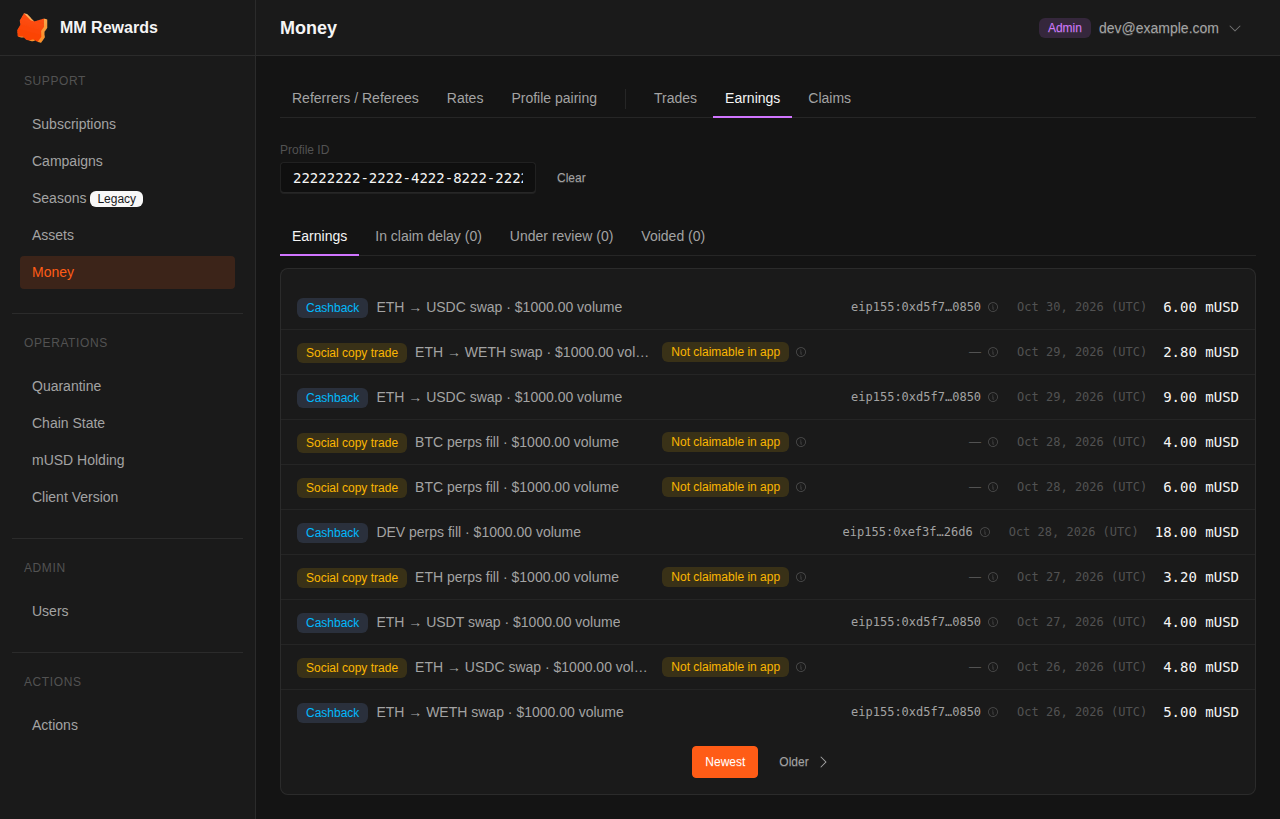 MM Rewards
Money
Admin dev@example.com
SUPPORT
Subscriptions
Campaigns
Seasons Legacy
Assets
Money
OPERATIONS
Quarantine
Chain State
mUSD Holding
Client Version
ADMIN
Users
ACTIONS
Actions
Referrers / Referees Rates Profile pairing Trades Earnings Claims
Profile ID
22222222-2222-4222-8222-222 Clear
Earnings In claim delay (0) Under review (0) Voided (0)
Cashback ETH → USDC swap · $1000.00 volume eip155:0xd5f7…0850 Oct 30, 2026 (UTC) 6.00 mUSD
Social copy trade ETH → WETH swap · $1000.00 vol… Not claimable in app — Oct 29, 2026 (UTC) 2.80 mUSD
Cashback ETH → USDC swap · $1000.00 volume eip155:0xd5f7…0850 Oct 29, 2026 (UTC) 9.00 mUSD
Social copy trade BTC perps fill · $1000.00 volume Not claimable in app — Oct 28, 2026 (UTC) 4.00 mUSD
Social copy trade BTC perps fill · $1000.00 volume Not claimable in app — Oct 28, 2026 (UTC) 6.00 mUSD
Cashback DEV perps fill · $1000.00 volume eip155:0xef3f…26d6 Oct 28, 2026 (UTC) 18.00 mUSD
Social copy trade ETH perps fill · $1000.00 volume Not claimable in app — Oct 27, 2026 (UTC) 3.20 mUSD
Cashback ETH → USDT swap · $1000.00 volume eip155:0xd5f7…0850 Oct 27, 2026 (UTC) 4.00 mUSD
Social copy trade ETH → USDC swap · $1000.00 vol… Not claimable in app — Oct 26, 2026 (UTC) 4.80 mUSD
Cashback ETH → WETH swap · $1000.00 volume eip155:0xd5f7…0850 Oct 26, 2026 (UTC) 5.00 mUSD
Newest Older